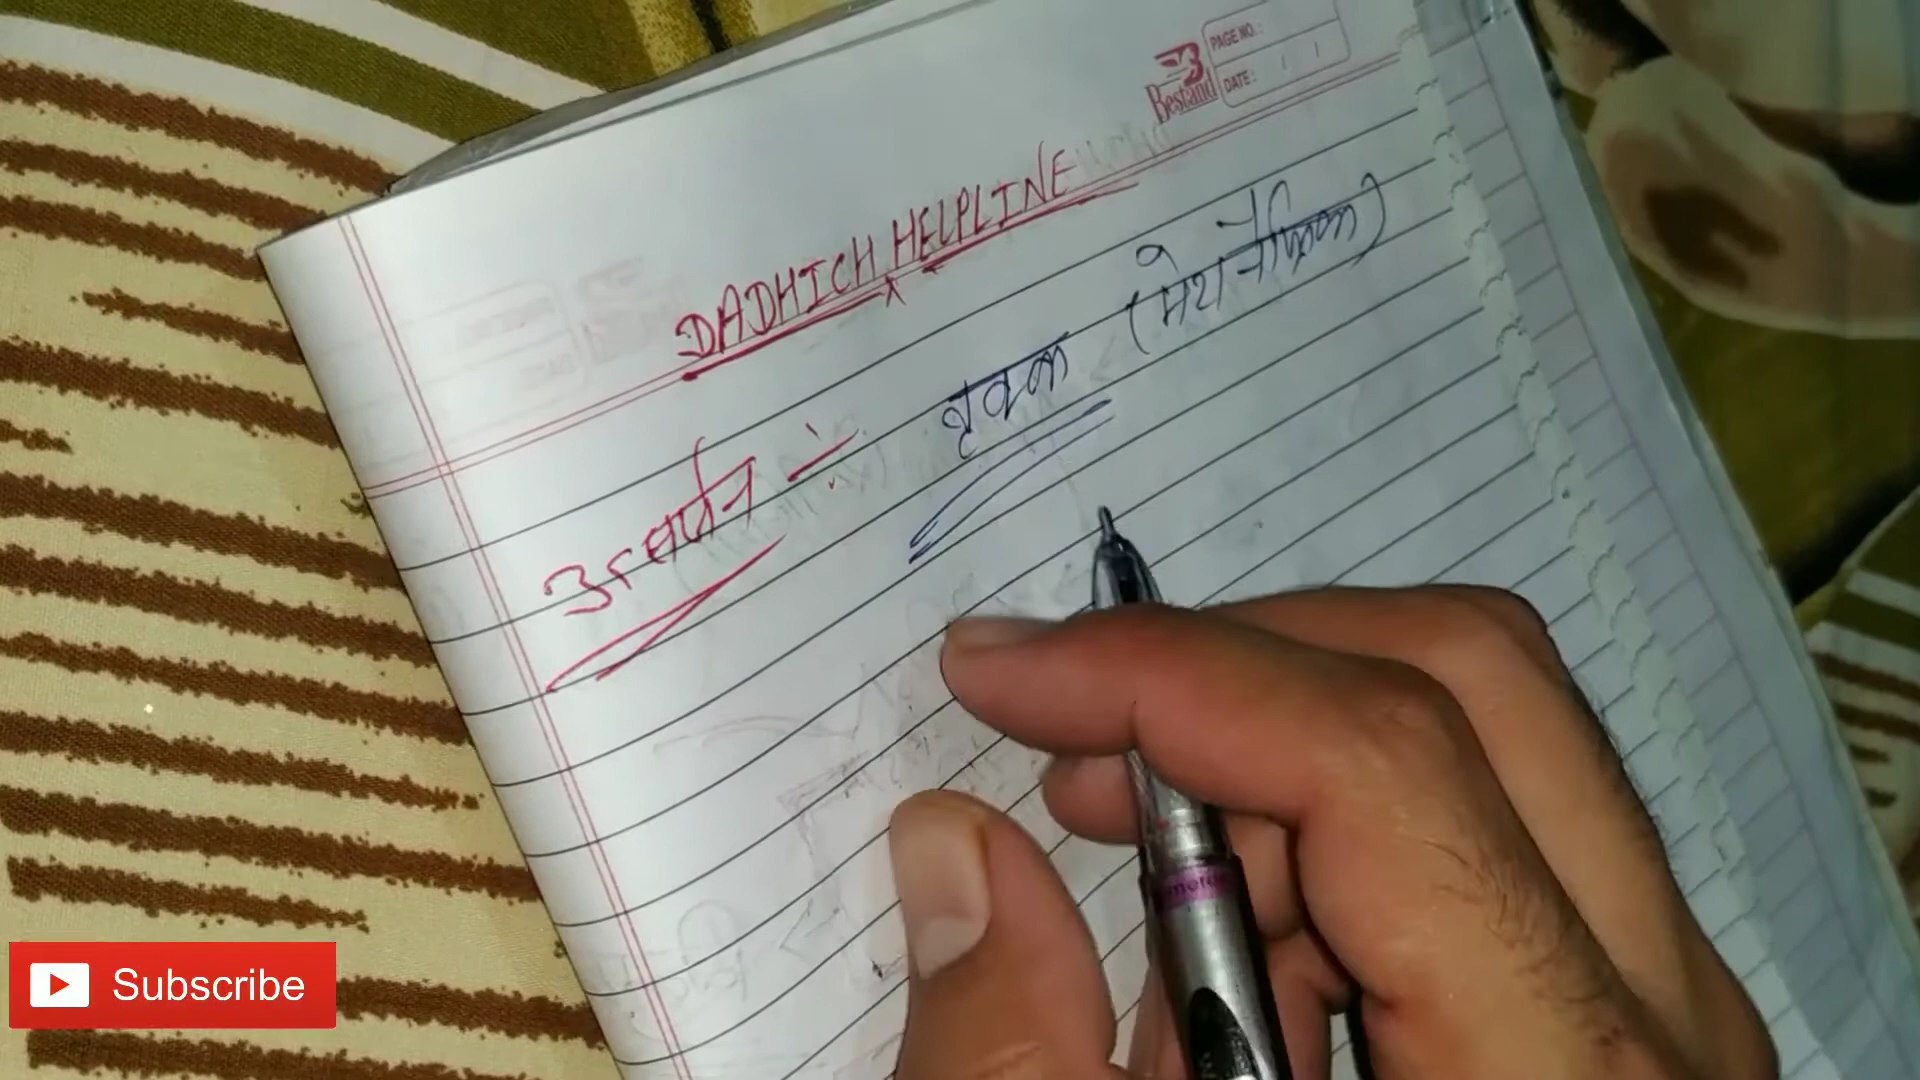 Bestand
PAGE NO.:
DATE: / /
DADHICH HELPLINE
उत्सर्जन :- वृक्क (मेटानेफ्रिक)
Subscribe